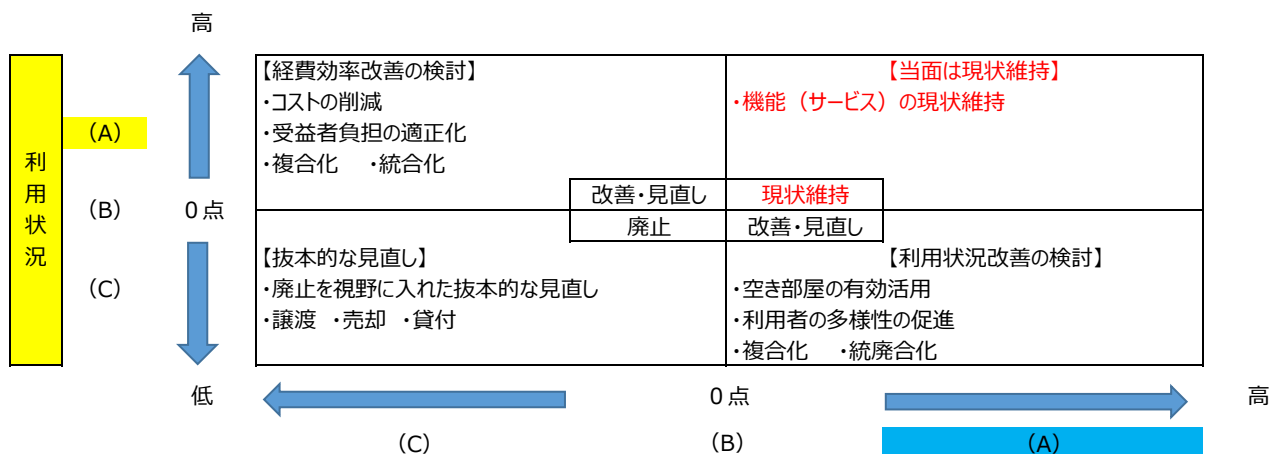 高
【経費効率改善の検討】
・コストの削減
・受益者負担の適正化
・複合化　・統合化
【当面は現状維持】
・機能（サービス）の現状維持
利用状況
（A）
（B）
（C）
0点
改善・見直し
現状維持
廃止
改善・見直し
【抜本的な見直し】
・廃止を視野に入れた抜本的な見直し
・譲渡 ・売却 ・貸付
【利用状況改善の検討】
・空き部屋の有効活用
・利用者の多様性の促進
・複合化　・統廃合化
低
0点
高
（C）
（B）
（A）